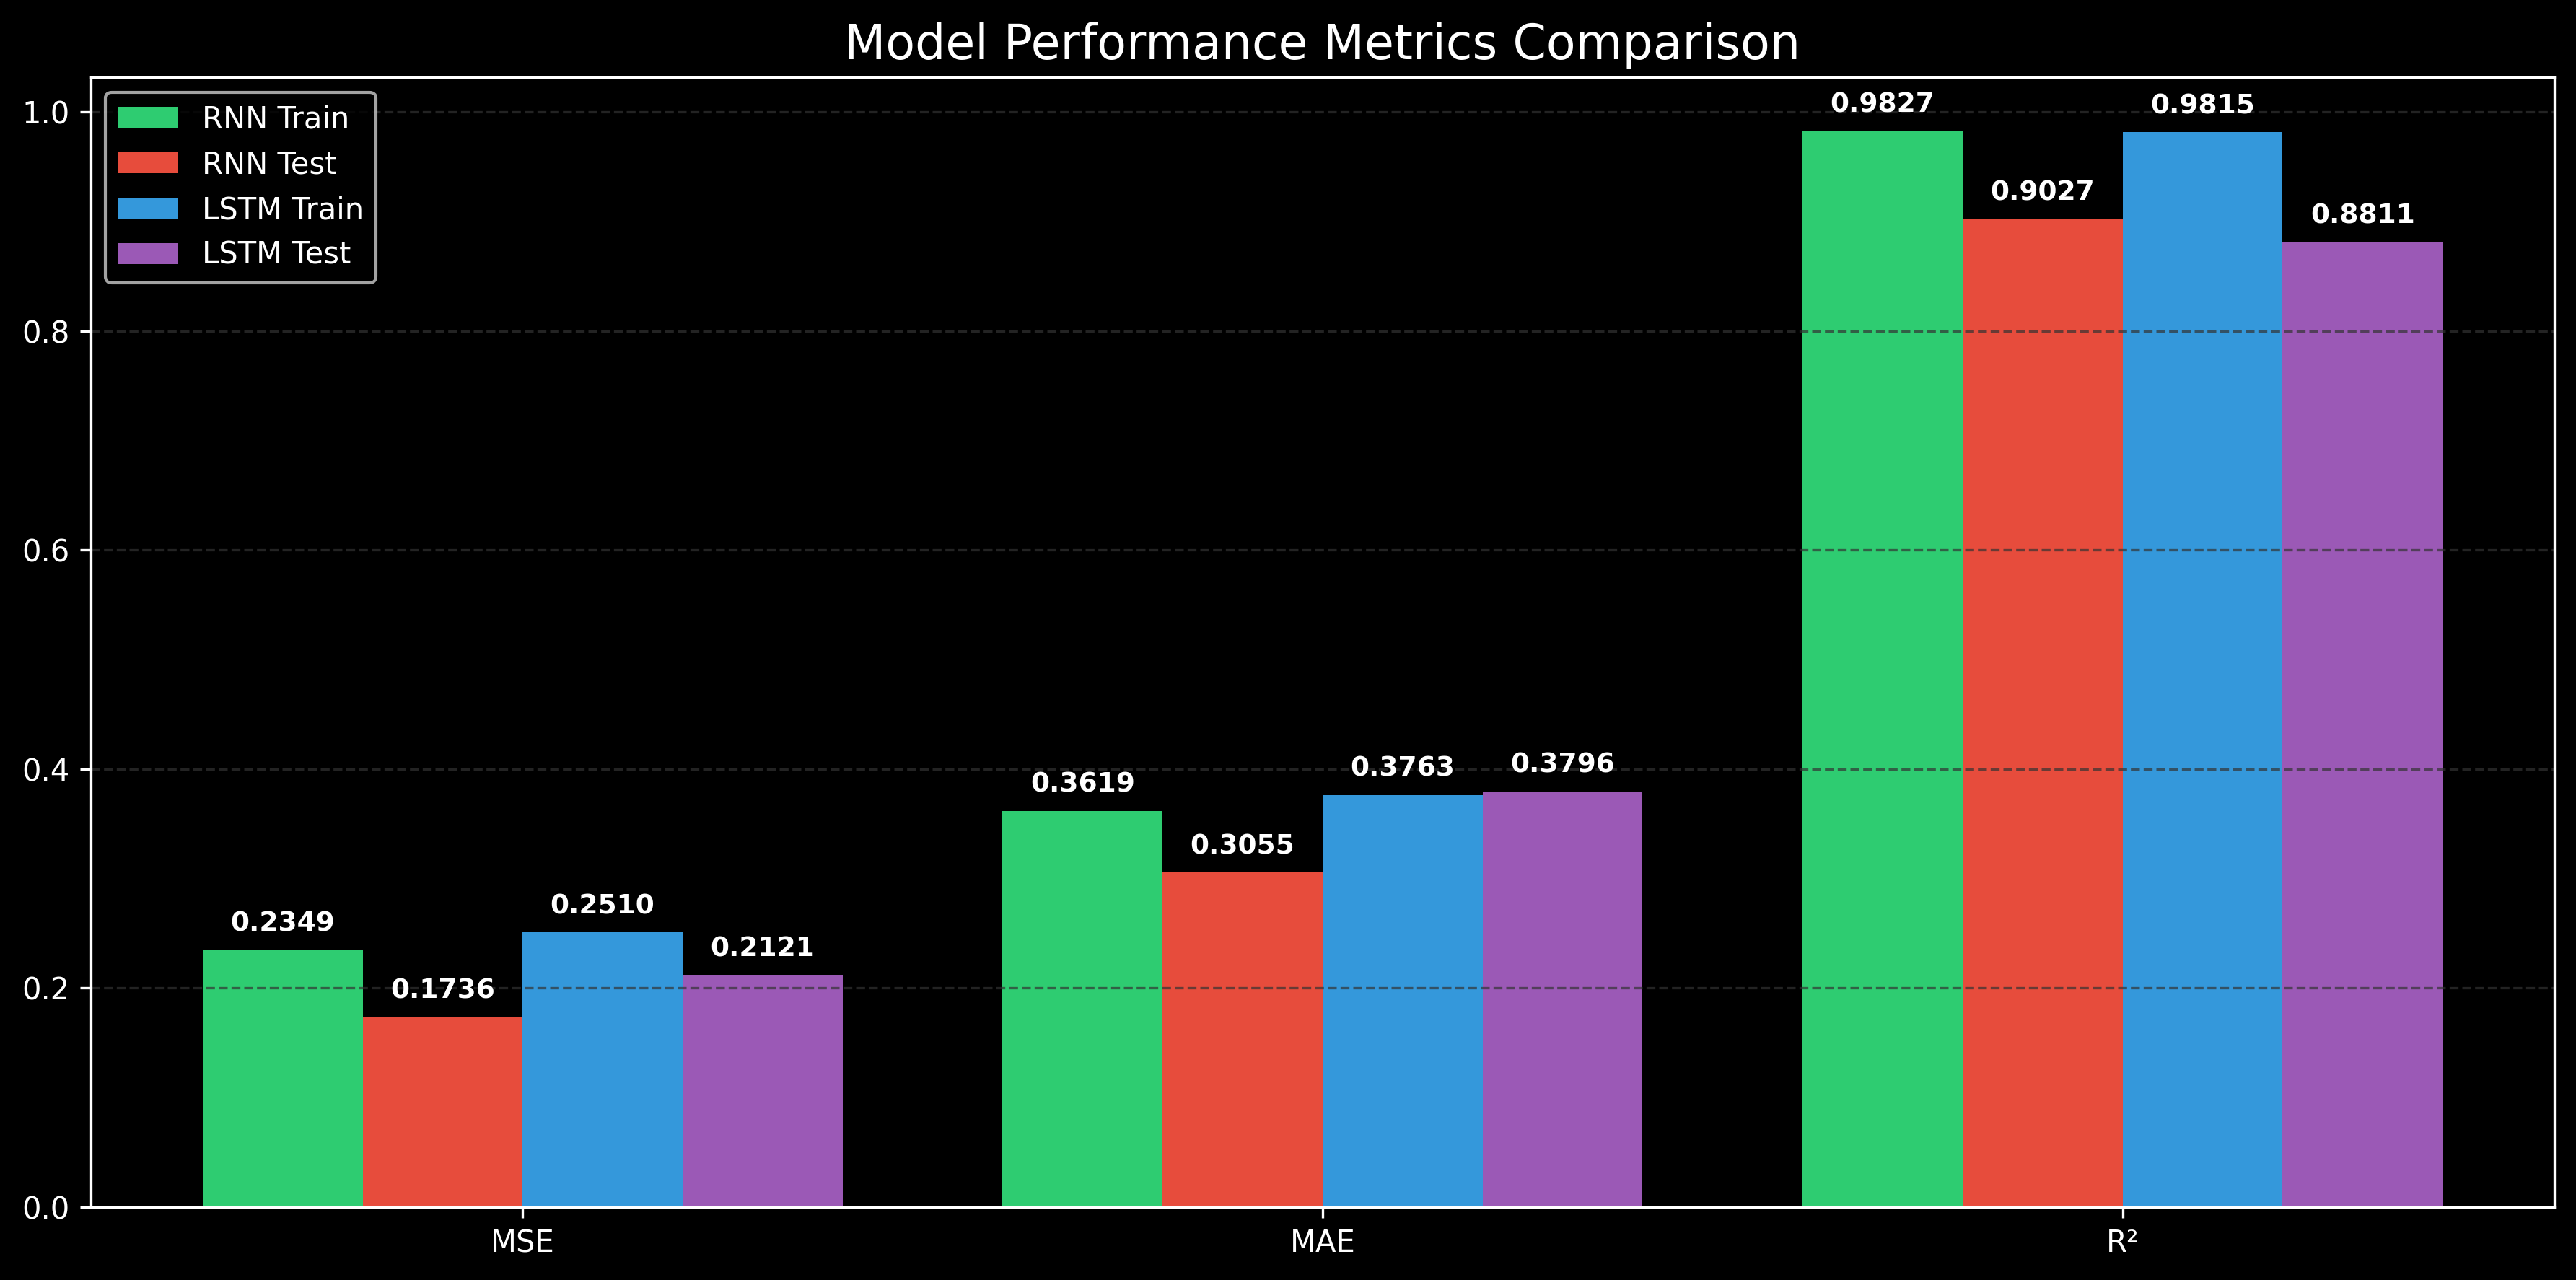 Model Performance Metrics Comparison
RNN Train
RNN Test
LSTM Train
LSTM Test
1.0
0.8
0.6
0.4
0.2
0.0
0.2349
0.1736
0.2510
0.2121
0.3619
0.3055
0.3763
0.3796
0.9827
0.9027
0.9815
0.8811
MSE
MAE
R²